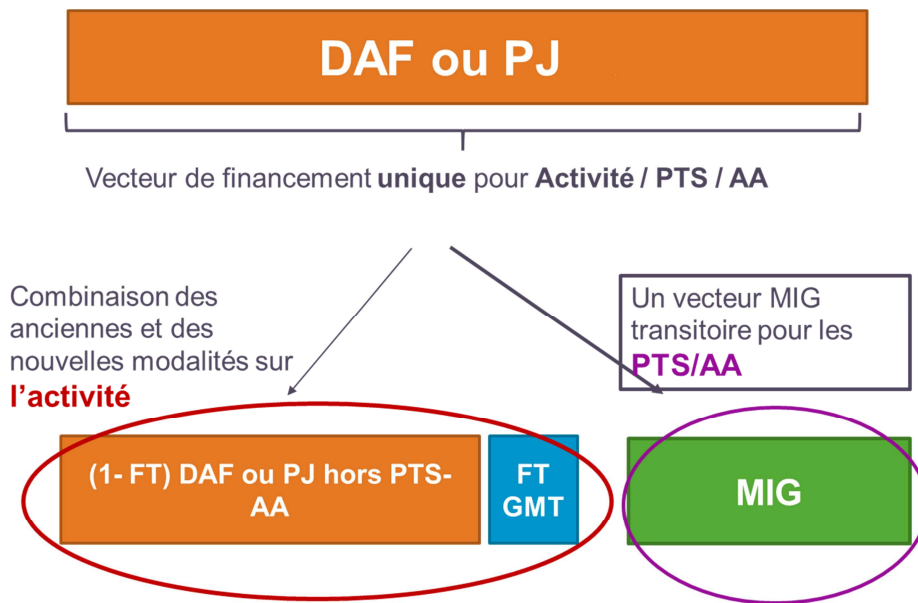 DAF ou PJ
Vecteur de financement unique pour Activité / PTS / AA
Combinaison des
anciennes et des
nouvelles modalités sur
l'activité
Un vecteur MIG
transitoire pour les
PTS/AA
(1- FT) DAF ou PJ hors PTS-
AA
FT
GMT
MIG